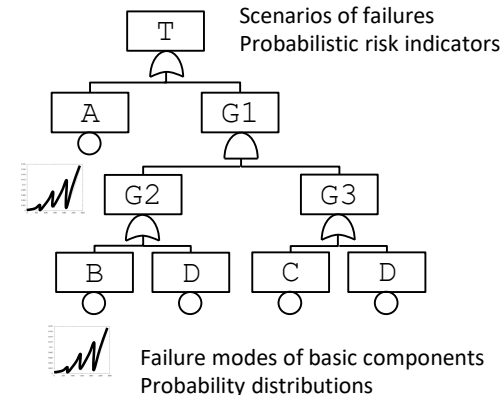 T
Scenarios of failures
Probabilistic risk indicators
A
G1
G2
G3
B
D
C
D
Failure modes of basic components
Probability distributions